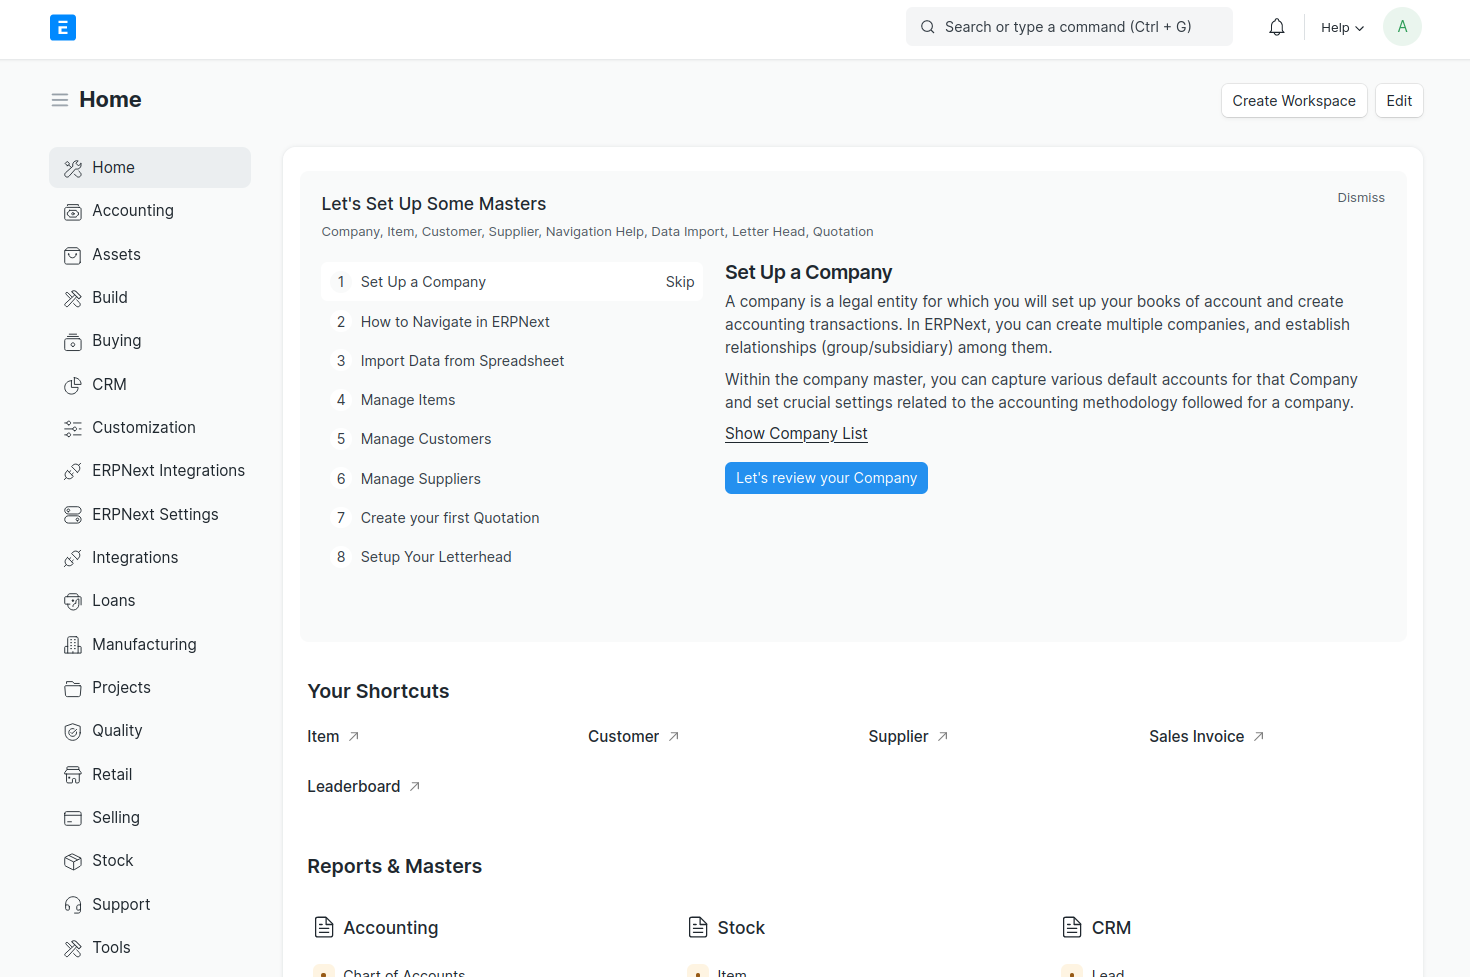 E
Search or type a command (Ctrl + G)
Help
A
Home
Create Workspace
Edit
Home
Accounting
Assets
Build
Buying
CRM
Customization
ERPNext Integrations
ERPNext Settings
Integrations
Loans
Manufacturing
Projects
Quality
Retail
Selling
Stock
Support
Tools
Let's Set Up Some Masters
Dismiss
Company, Item, Customer, Supplier, Navigation Help, Data Import, Letter Head, Quotation
1 Set Up a Company Skip
2 How to Navigate in ERPNext
3 Import Data from Spreadsheet
4 Manage Items
5 Manage Customers
6 Manage Suppliers
7 Create your first Quotation
8 Setup Your Letterhead
Set Up a Company
A company is a legal entity for which you will set up your books of account and create
accounting transactions. In ERPNext, you can create multiple companies, and establish
relationships (group/subsidiary) among them.
Within the company master, you can capture various default accounts for that Company
and set crucial settings related to the accounting methodology followed for a company.
Show Company List
Let's review your Company
Your Shortcuts
Item
Customer
Supplier
Sales Invoice
Leaderboard
Reports & Masters
Accounting
Stock
CRM
Chart of Accounts
Item
Lead